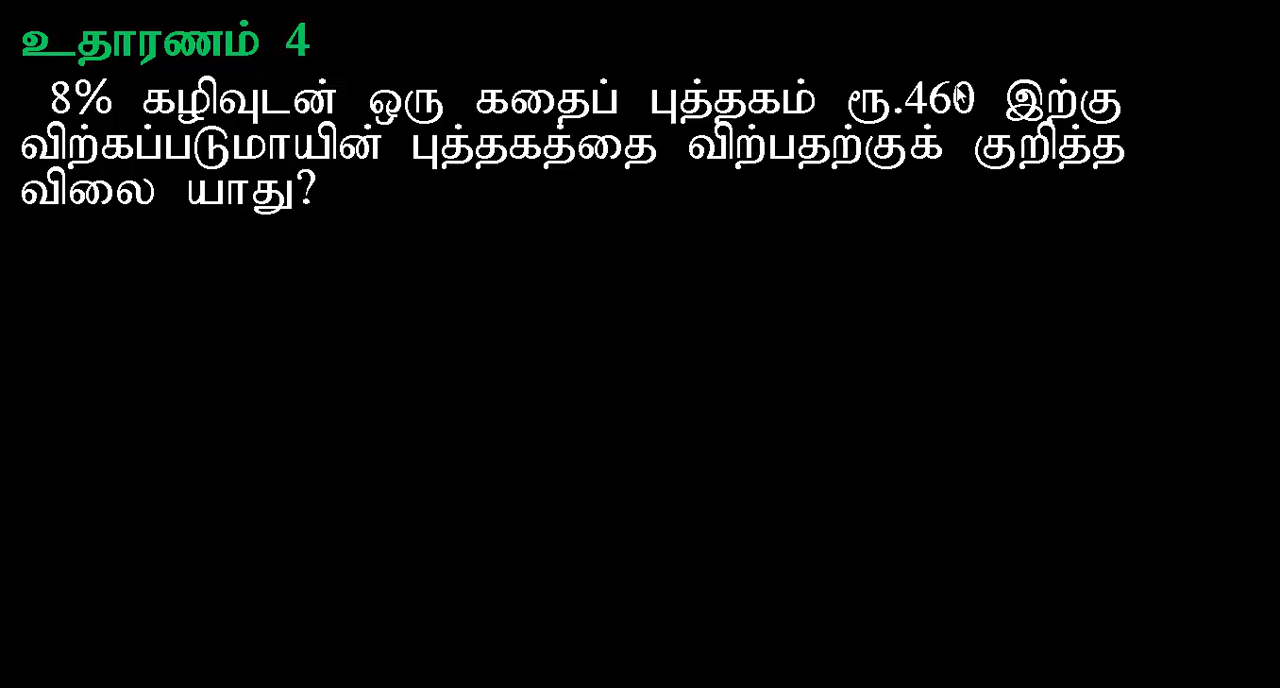 உதாரணம் 4
8% கழிவுடன் ஒரு கதைப் புத்தகம் ரூ.460 இற்கு
விற்கப்படுமாயின் புத்தகத்தை விற்பதற்குக் குறித்த
விலை யாது?